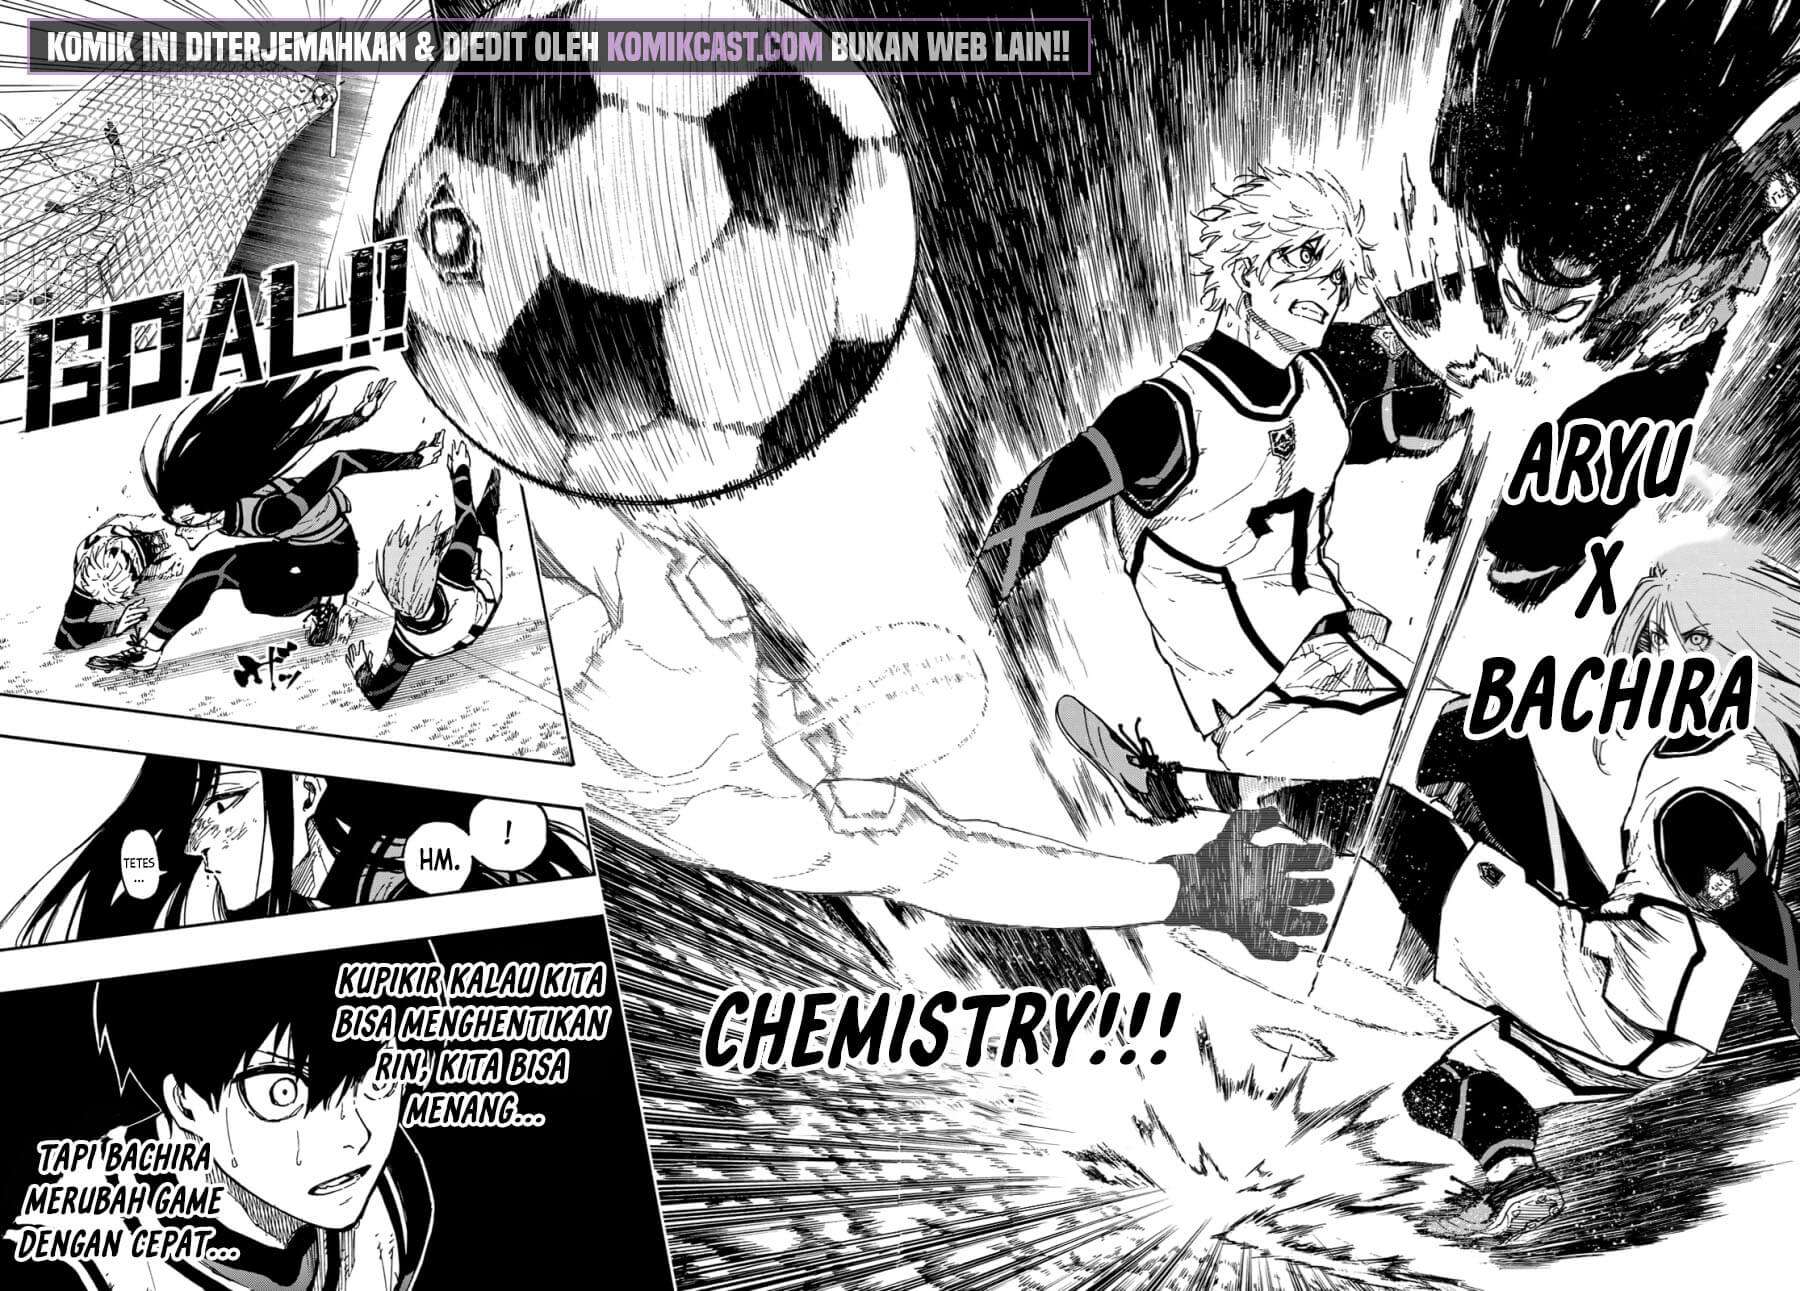 KOMIK INI DITERJEMAHKAN & DIEDIT OLEH KOMIKCAST.COM BUKAN WEB LAIN!!
ARYU
X
BACHIRA
CHEMISTRY!!!
7
GOAL!!
!
HM.
TETES
...
KUPIKIR KALAU KITA
BISA MENGHENTIKAN
RIN, KITA BISA
MENANG...
TAPI BACHIRA
MERUBAH GAME
DENGAN CEPAT...